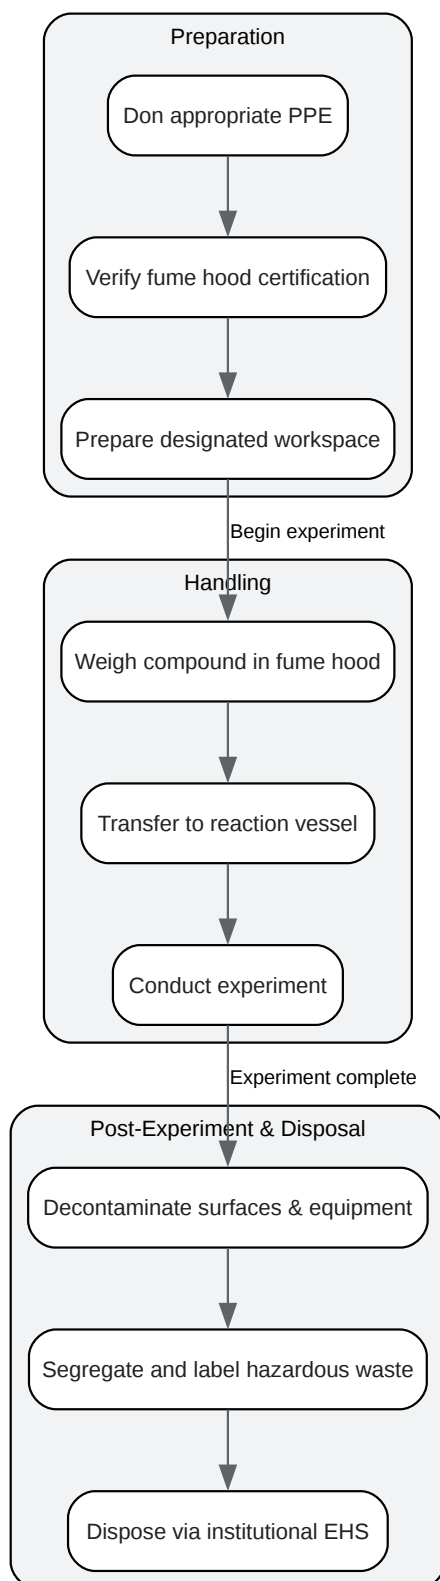 Preparation
Don appropriate PPE
Verify fume hood certification
Prepare designated workspace
Begin experiment
Handling
Weigh compound in fume hood
Transfer to reaction vessel
Conduct experiment
Experiment complete
Post-Experiment & Disposal
Decontaminate surfaces & equipment
Segregate and label hazardous waste
Dispose via institutional EHS